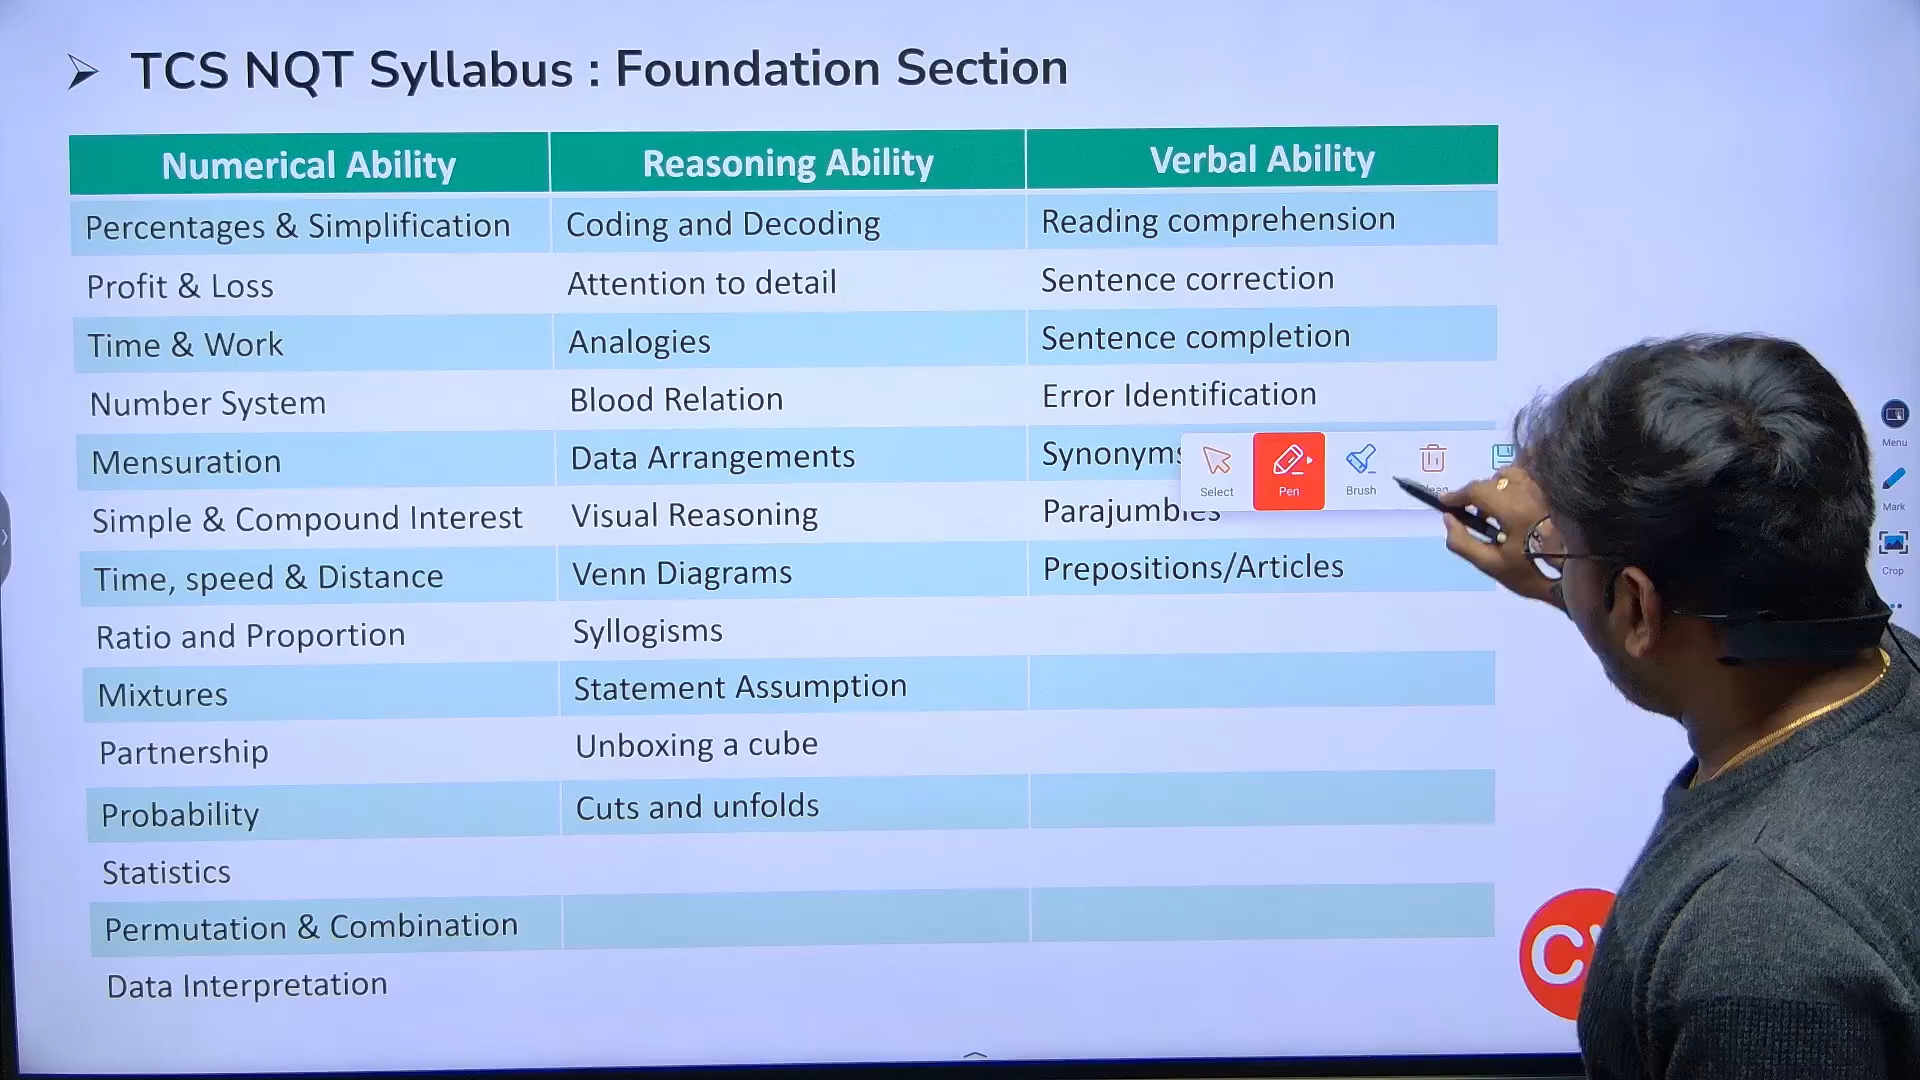 ➢ TCS NQT Syllabus : Foundation Section
Numerical Ability Reasoning Ability Verbal Ability
Percentages & Simplification Coding and Decoding Reading comprehension
Profit & Loss Attention to detail Sentence correction
Time & Work Analogies Sentence completion
Number System Blood Relation Error Identification
Mensuration Data Arrangements Synonyms
Simple & Compound Interest Visual Reasoning Parajumbles
Time, speed & Distance Venn Diagrams Prepositions/Articles
Ratio and Proportion Syllogisms
Mixtures Statement Assumption
Partnership Unboxing a cube
Probability Cuts and unfolds
Statistics
Permutation & Combination
Data Interpretation
Select Pen Brush
Menu
Mark
Crop